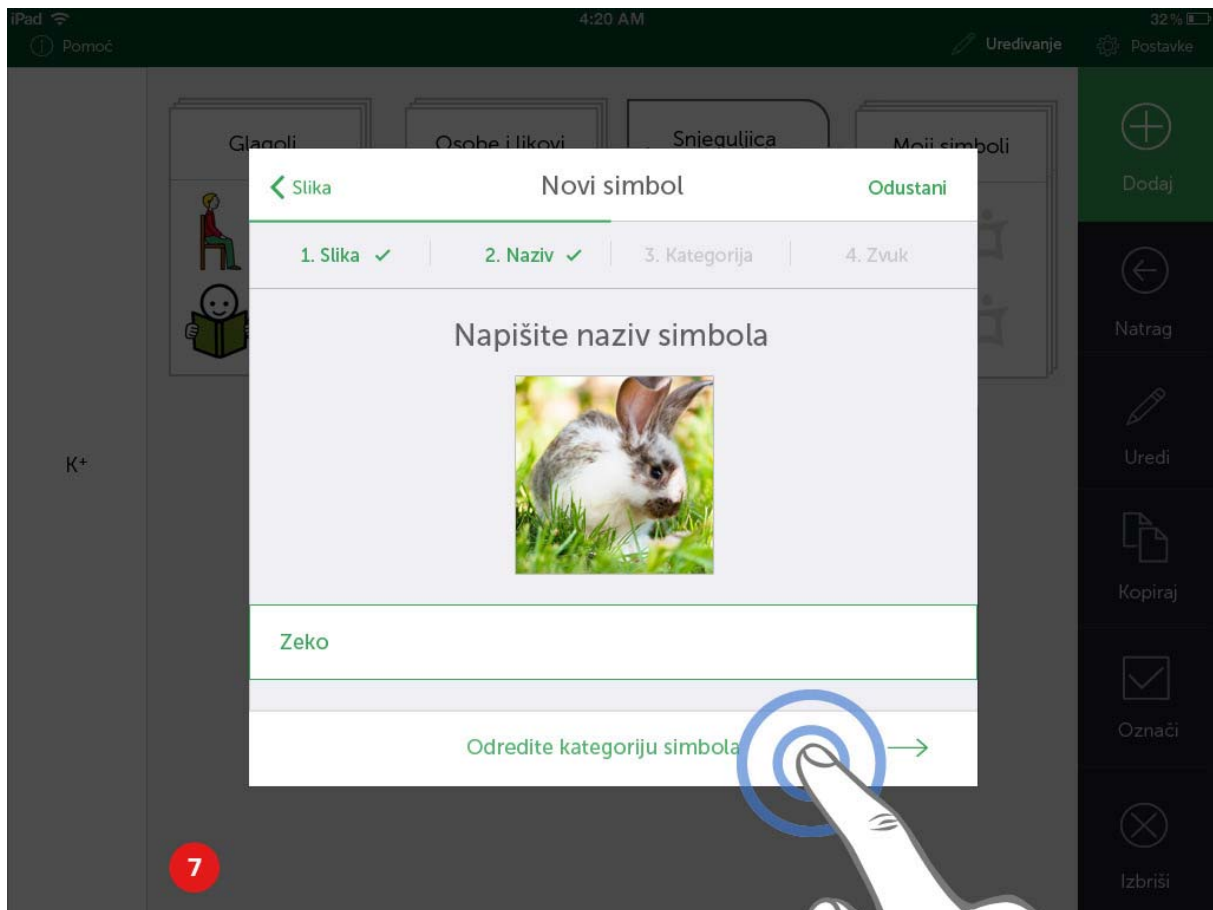 iPad 4:20 AM 32%
Pomoć Uređivanje Postavke
Glagoli Osobe i likovi Snjeguljica Moji simboli
Slika Novi simbol Odustani
1. Slika ✓ 2. Naziv ✓ 3. Kategorija 4. Zvuk
Napišite naziv simbola
Zeko
Odredite kategoriju simbola
K+
Dodaj
Natrag
Uredi
Kopiraj
Označi
Izbriši
7